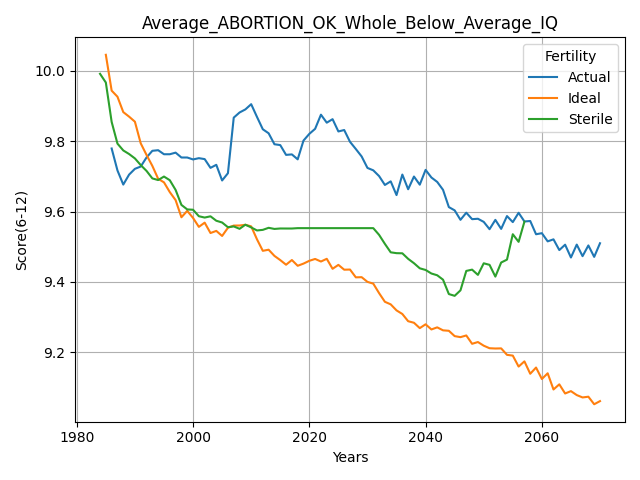 Average_ABORTION_OK_Whole_Below_Average_IQ
Fertility
Actual
Ideal
Sterile
Score(6-12)
10.0
9.8
9.6
9.4
9.2
1980
2000
2020
2040
2060
Years